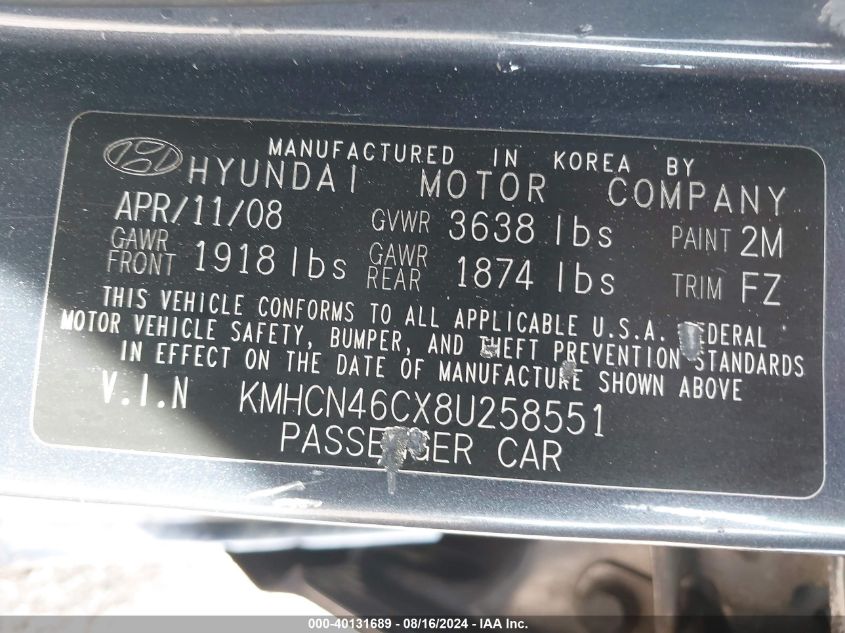 MANUFACTURED IN KOREA BY
HYUNDAI MOTOR COMPANY
APR/11/08 GVWR 3638 lbs PAINT 2M
GAWR FRONT 1918 lbs GAWR REAR 1874 lbs TRIM FZ
THIS VEHICLE CONFORMS TO ALL APPLICABLE U.S.A. FEDERAL
MOTOR VEHICLE SAFETY, BUMPER, AND THEFT PREVENTION STANDARDS
IN EFFECT ON THE DATE OF MANUFACTURE SHOWN ABOVE
V.I.N KMHCN46CX8U258551
PASSENGER CAR
000-40131689 - 08/16/2024 - IAA Inc.